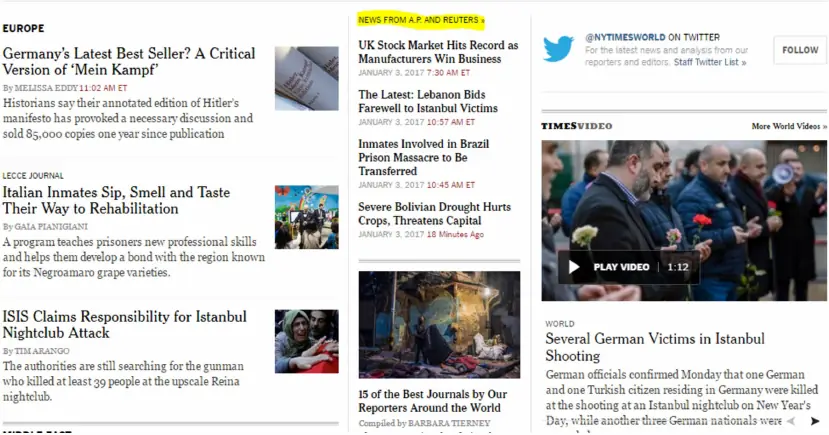 EUROPE
Germany's Latest Best Seller? A Critical
Version of 'Mein Kampf'
By MELISSA EDDY 11:02 AM ET
Historians say their annotated edition of Hitler's
manifesto has provoked a necessary discussion and
sold 85,000 copies one year since publication
LECCE JOURNAL
Italian Inmates Sip, Smell and Taste
Their Way to Rehabilitation
By GAIA PIANIGIANI
A program teaches prisoners new professional skills
and helps them develop a bond with the region known
for its Negroamaro grape varieties.
ISIS Claims Responsibility for Istanbul
Nightclub Attack
By TIM ARANGO
The authorities are still searching for the gunman
who killed at least 39 people at the upscale Reina
nightclub.
MIDDLE EAST
NEWS FROM A.P. AND REUTERS »
UK Stock Market Hits Record as
Manufacturers Win Business
JANUARY 3, 2017 7:30 AM ET
The Latest: Lebanon Bids
Farewell to Istanbul Victims
JANUARY 3, 2017 10:57 AM ET
Inmates Involved in Brazil
Prison Massacre to Be
Transferred
JANUARY 3, 2017 10:45 AM ET
Severe Bolivian Drought Hurts
Crops, Threatens Capital
JANUARY 3, 2017 18 Minutes Ago
15 of the Best Journals by Our
Reporters Around the World
Compiled by BARBARA TIERNEY
@NYTIMESWORLD ON TWITTER
For the latest news and analysis from our
reporters and editors. Staff Twitter List »
FOLLOW
TIMESVIDEO
More World Videos »
PLAY VIDEO 1:12
WORLD
Several German Victims in Istanbul
Shooting
German officials confirmed Monday that one German
and one Turkish citizen residing in Germany were killed
at the shooting at an Istanbul nightclub on New Year's
Day, while another three German nationals were